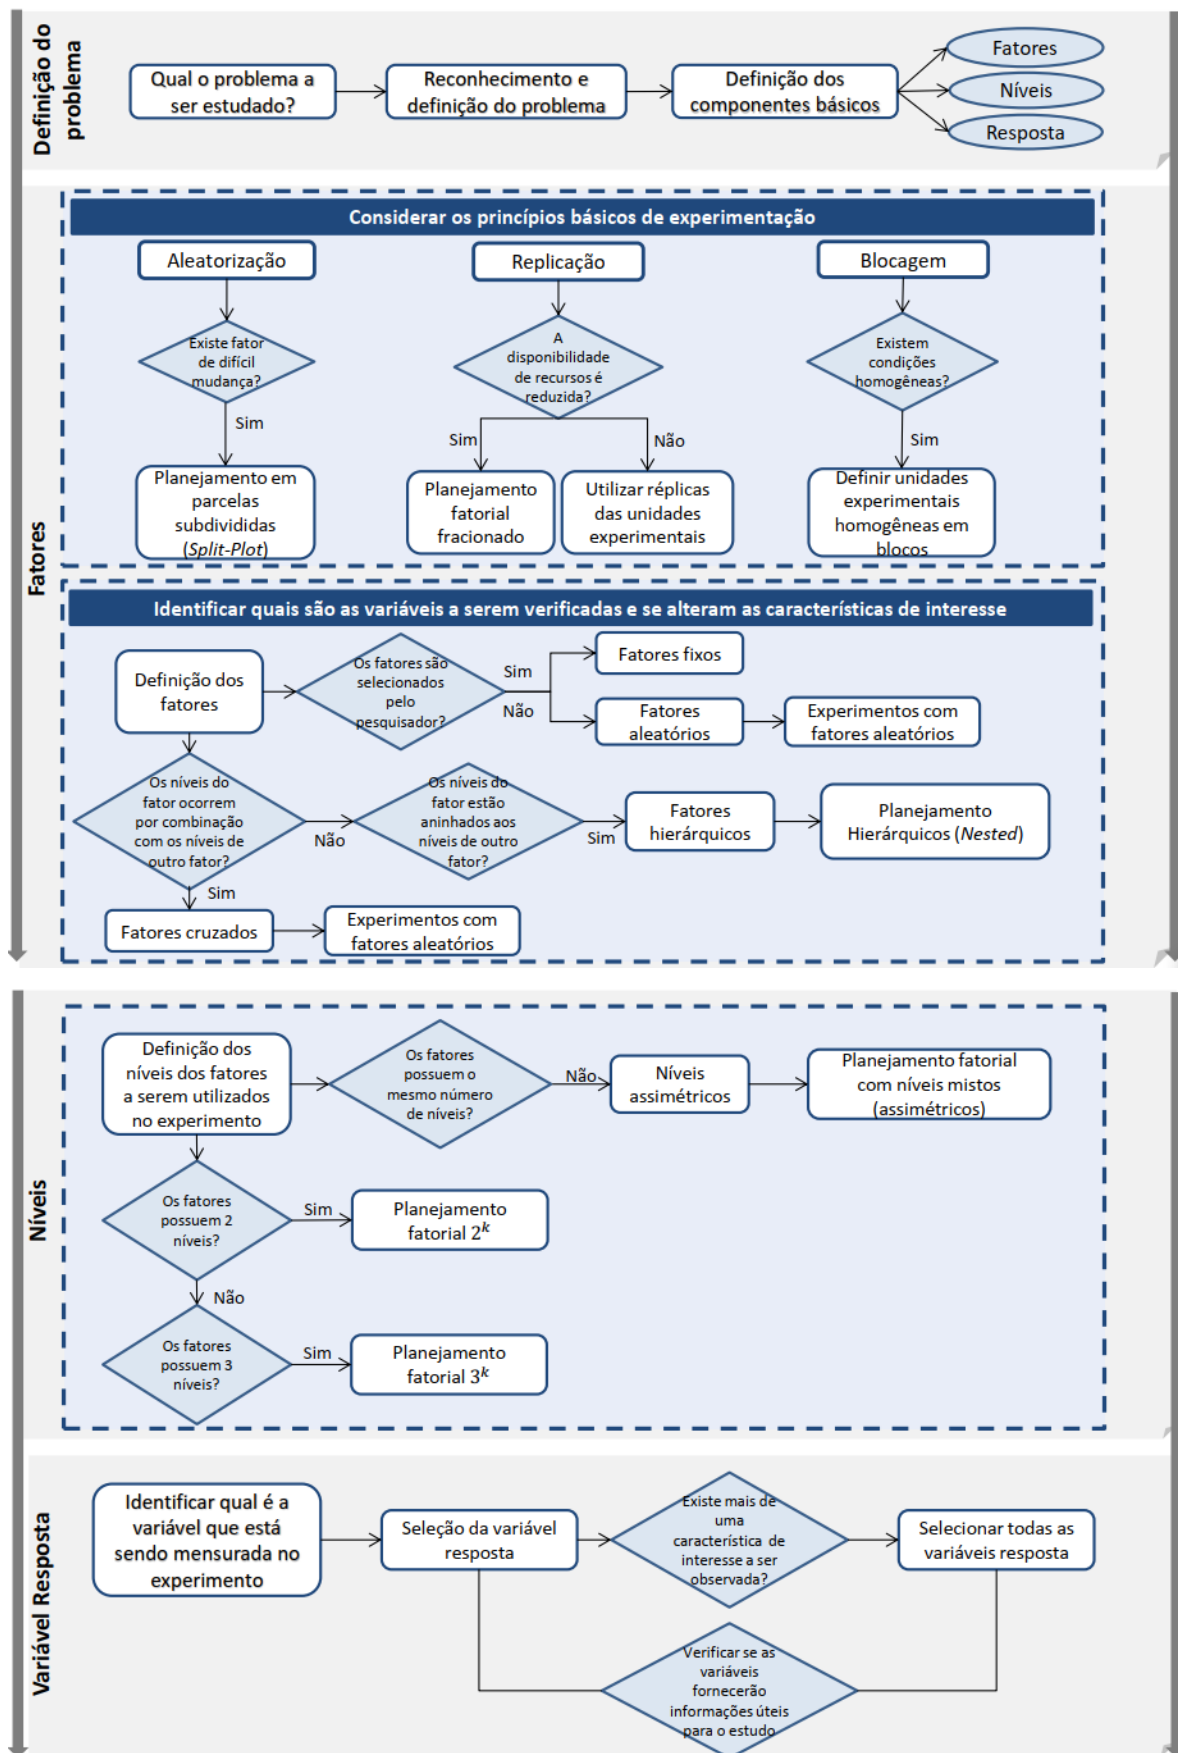 Definição do
problema
Qual o problema a
ser estudado?
Reconhecimento e
definição do problema
Definição dos
componentes básicos
Fatores
Níveis
Resposta
Fatores
Considerar os princípios básicos de experimentação
Aleatorização
Replicação
Blocagem
Existe fator
de difícil
mudança?
A
disponibilidade
de recursos é
reduzida?
Existem
condições
homogêneas?
Sim
Sim
Não
Sim
Planejamento em
parcelas
subdivididas
(Split-Plot)
Planejamento
fatorial
fracionado
Utilizar réplicas
das unidades
experimentais
Definir unidades
experimentais
homogêneas em
blocos
Identificar quais são as variáveis a serem verificadas e se alteram as características de interesse
Definição dos
fatores
Os fatores são
selecionados
pelo
pesquisador?
Sim
Não
Fatores fixos
Fatores
aleatórios
Experimentos com
fatores aleatórios
Os níveis do
fator ocorrem
por combinação
com os níveis de
outro fator?
Não
Os níveis do
fator estão
aninhados aos
níveis de outro
fator?
Sim
Fatores
hierárquicos
Planejamento
Hierárquicos (Nested)
Sim
Fatores cruzados
Experimentos com
fatores aleatórios
Níveis
Definição dos
níveis dos fatores
a serem utilizados
no experimento
Os fatores
possuem o
mesmo número
de níveis?
Não
Níveis
assimétricos
Planejamento fatorial
com níveis mistos
(assimétricos)
Os fatores
possuem 2
níveis?
Sim
Planejamento
fatorial 2^k
Não
Os fatores
possuem 3
níveis?
Sim
Planejamento
fatorial 3^k
Variável Resposta
Identificar qual é a
variável que está
sendo mensurada no
experimento
Seleção da variável
resposta
Existe mais de
uma
característica de
interesse a ser
observada?
Selecionar todas as
variáveis resposta
Verificar se as
variáveis
fornecerão
informações úteis
para o estudo